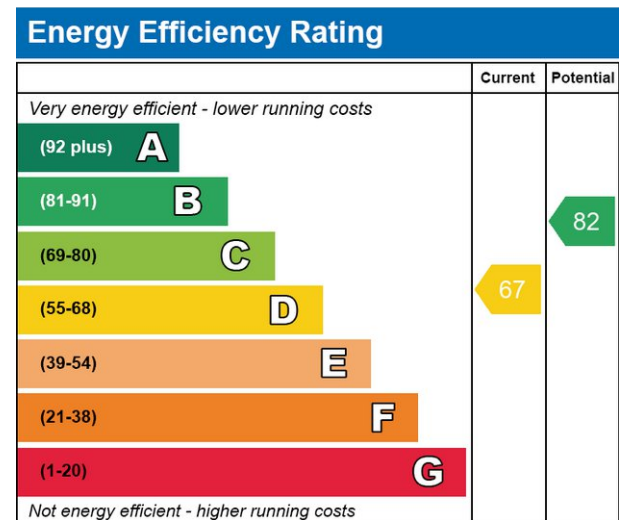 Energy Efficiency Rating
Current Potential
Very energy efficient - lower running costs
(92 plus) A
(81-91) B
82
(69-80) C
67
(55-68) D
(39-54) E
(21-38) F
(1-20) G
Not energy efficient - higher running costs